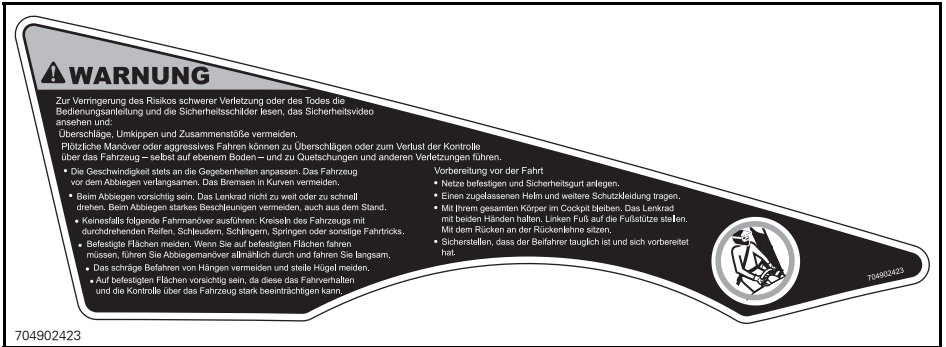 WARNUNG
Zur Verringerung des Risikos schwerer Verletzung oder des Todes die
Bedienungsanleitung und die Sicherheitsschilder lesen, das Sicherheitsvideo
ansehen und:
Überschläge, Umkippen und Zusammenstöße vermeiden.
Plötzliche Manöver oder aggressives Fahren können zu Überschlägen oder zum Verlust der Kontrolle
über das Fahrzeug – selbst auf ebenem Boden – und zu Quetschungen und anderen Verletzungen führen.
• Die Geschwindigkeit stets an die Gegebenheiten anpassen. Das Fahrzeug
vor dem Abbiegen verlangsamen. Das Bremsen in Kurven vermeiden.
• Beim Abbiegen vorsichtig sein. Das Lenkrad nicht zu weit oder zu schnell
drehen. Beim Abbiegen starkes Beschleunigen vermeiden, auch aus dem Stand.
• Keinesfalls folgende Fahrmanöver ausführen: Kreiseln des Fahrzeugs mit
durchdrehenden Reifen, Schleudern, Schlingern, Springen oder sonstige Fahrtricks.
• Befestigte Flächen meiden. Wenn Sie auf befestigten Flächen fahren
müssen, führen Sie Abbiegemanöver allmählich durch und fahren Sie langsam.
• Das schräge Befahren von Hängen vermeiden und steile Hügel meiden.
• Auf befestigten Flächen vorsichtig sein, da diese das Fahrverhalten
und die Kontrolle über das Fahrzeug stark beeinträchtigen kann.
Vorbereitung vor der Fahrt
• Netze befestigen und Sicherheitsgurt anlegen.
• Einen zugelassenen Helm und weitere Schutzkleidung tragen.
• Mit Ihrem gesamten Körper im Cockpit bleiben. Das Lenkrad
mit beiden Händen halten. Linken Fuß auf die Fußstütze stellen.
Mit dem Rücken an der Rückenlehne sitzen.
• Sicherstellen, dass der Beifahrer tauglich ist und sich vorbereitet
hat.
704902423
704902423